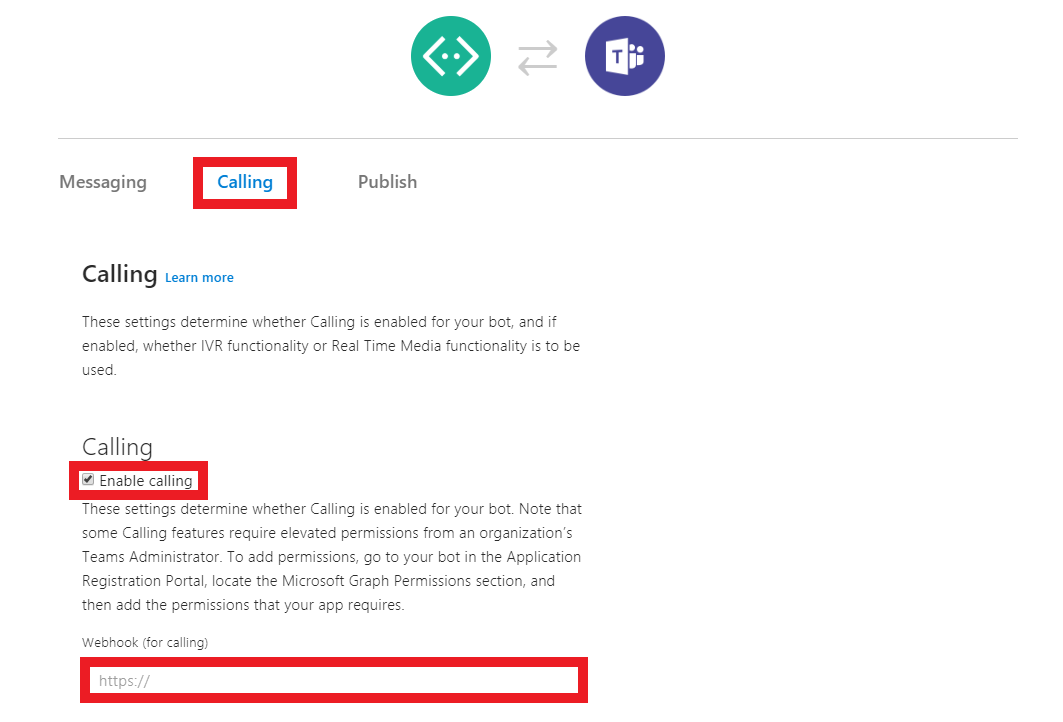 T
Messaging Calling Publish
Calling Learn more
These settings determine whether Calling is enabled for your bot, and if
enabled, whether IVR functionality or Real Time Media functionality is to be
used.
Calling
Enable calling
These settings determine whether Calling is enabled for your bot. Note that
some Calling features require elevated permissions from an organization’s
Teams Administrator. To add permissions, go to your bot in the Application
Registration Portal, locate the Microsoft Graph Permissions section, and
then add the permissions that your app requires.
Webhook (for calling)
https://